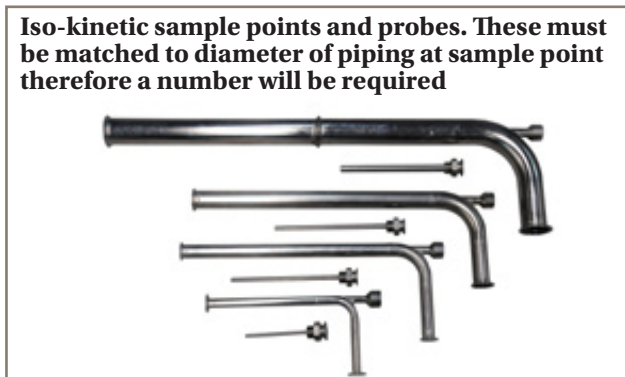 Iso-kinetic sample points and probes. These must
be matched to diameter of piping at sample point
therefore a number will be required